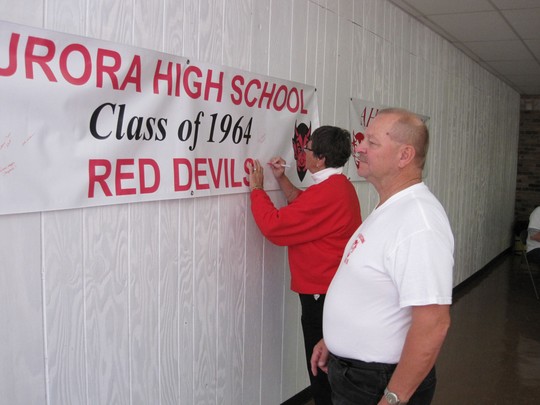 URORA HIGH SCHOOL
Class of 1964
RED DEVILS